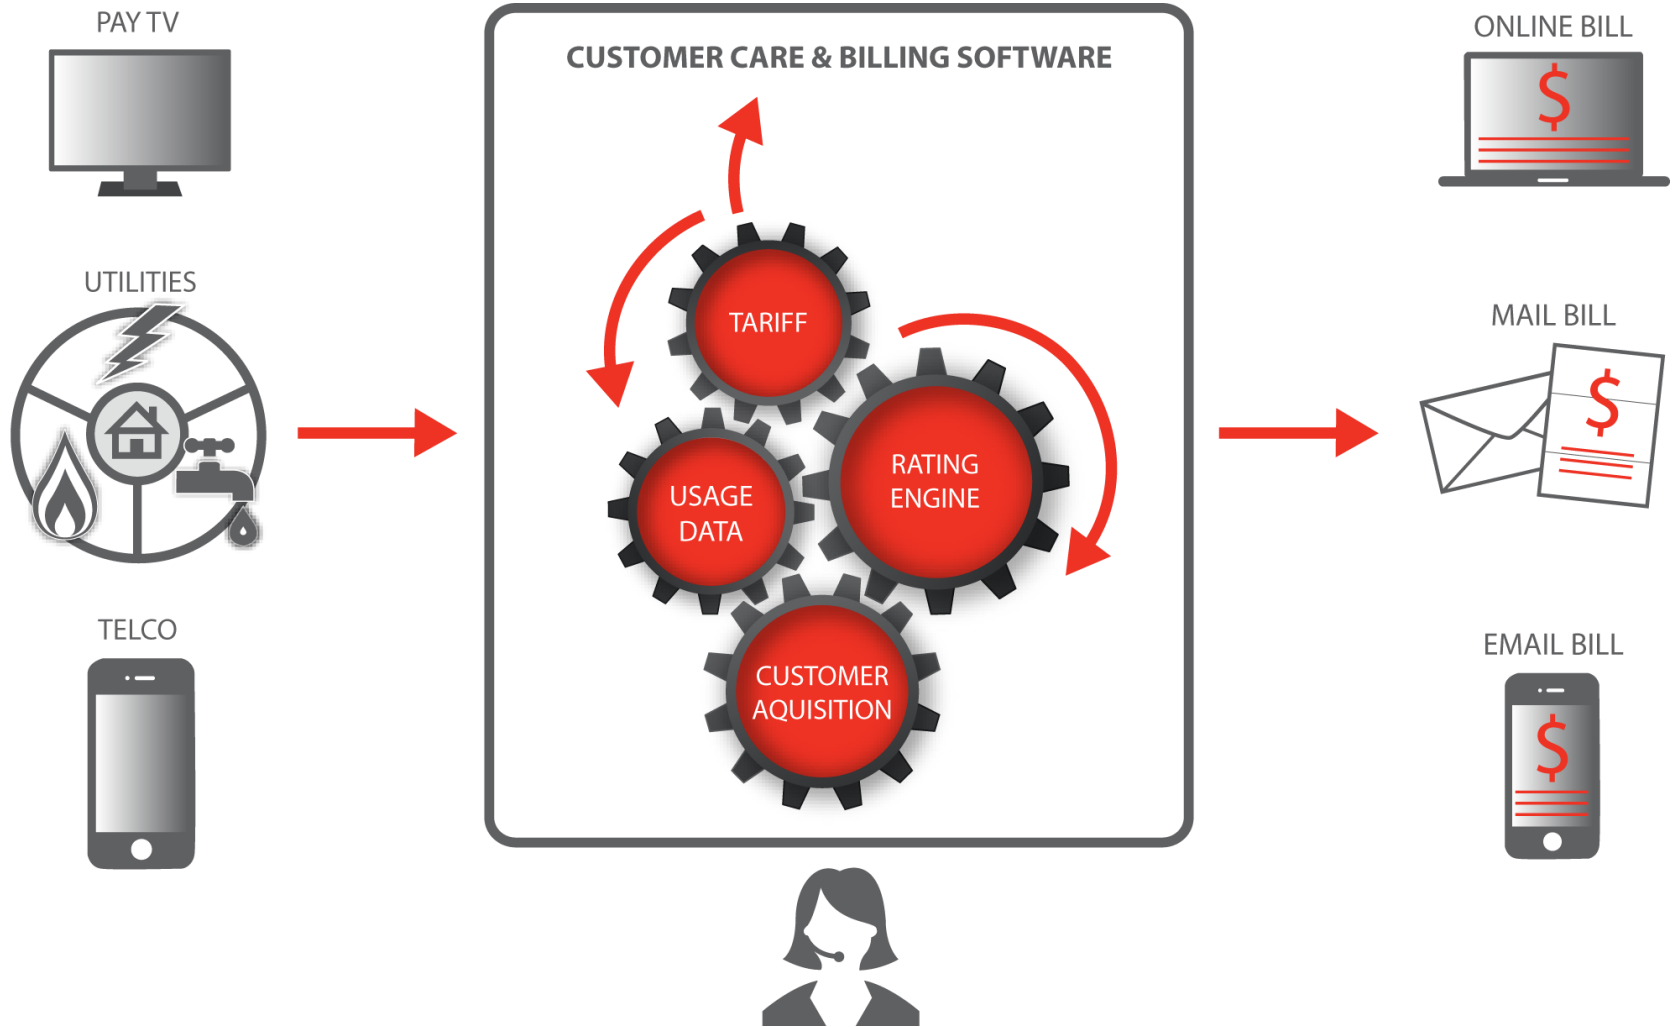 PAY TV
UTILITIES
TELCO
CUSTOMER CARE & BILLING SOFTWARE
TARIFF
RATING
ENGINE
USAGE
DATA
CUSTOMER
AQUISITION
ONLINE BILL
$
MAIL BILL
$
EMAIL BILL
$